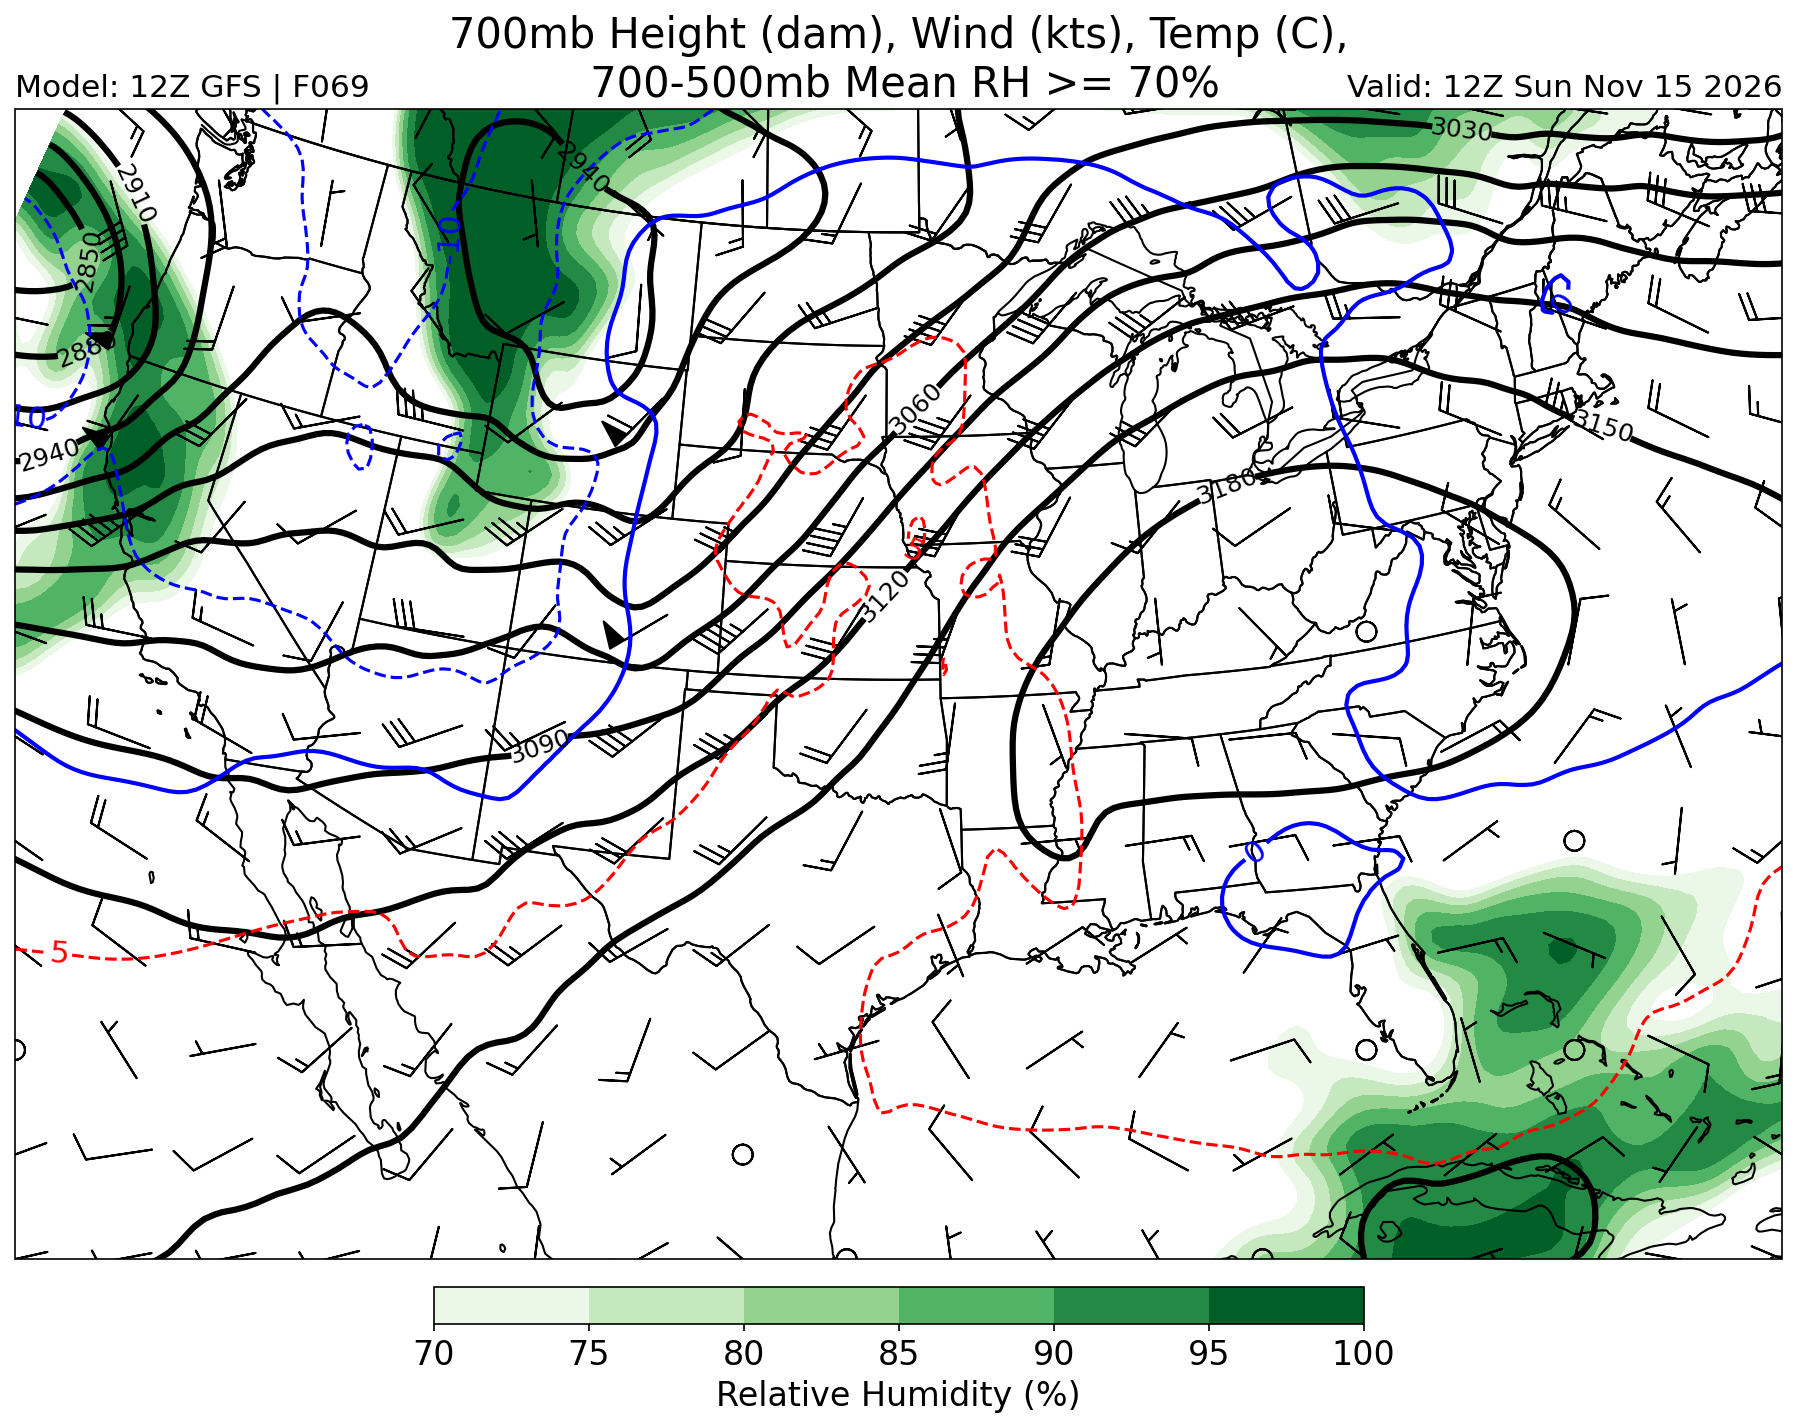 700mb Height (dam), Wind (kts), Temp (C),
700-500mb Mean RH >= 70%
Model: 12Z GFS | F069
Valid: 12Z Sun Nov 15 2026
3030
2940
2910
10
2850
2880
3060
10
3150
2940
3180
5
3120
3090
0
5
70 75 80 85 90 95 100
Relative Humidity (%)